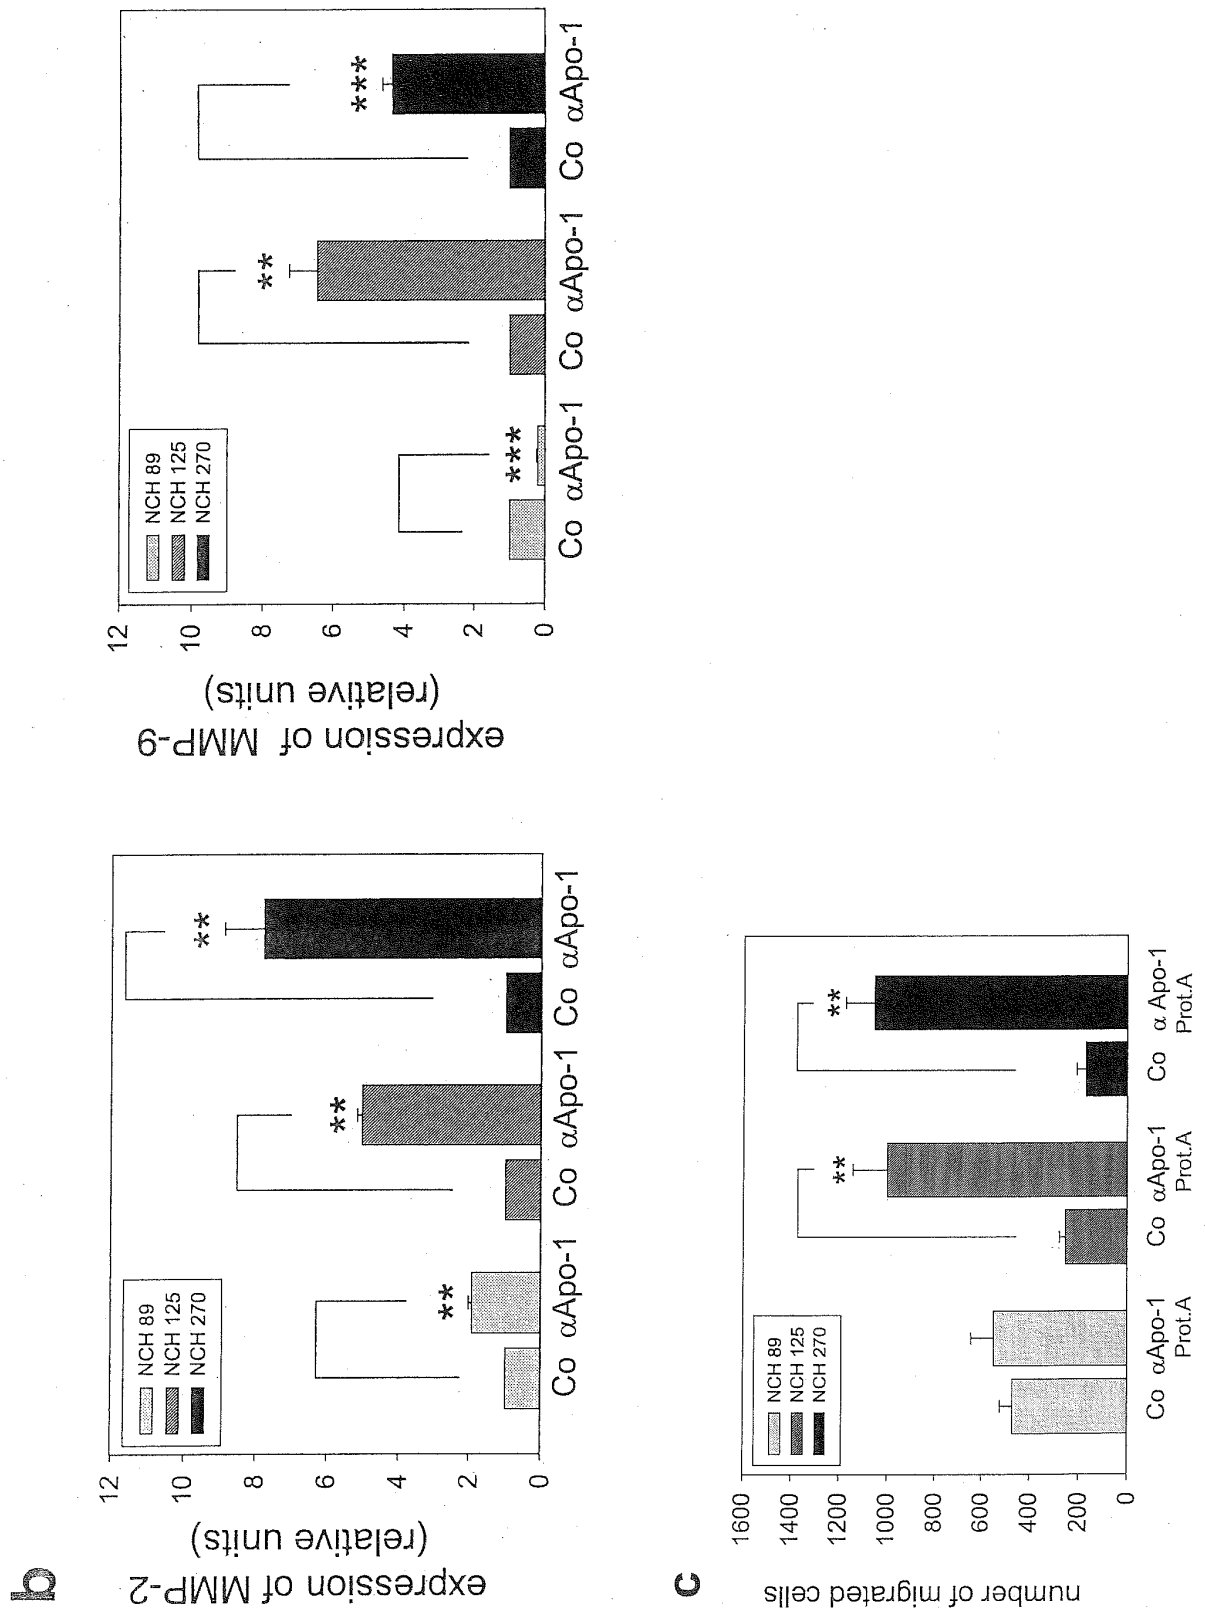 b
expression of MMP-2
(relative units)
12
10
8
6
4
2
0
NCH 89
NCH 125
NCH 270
**
**
**
Co αApo-1 Co αApo-1 Co αApo-1
expression of MMP-9
(relative units)
12
10
8
6
4
2
0
NCH 89
NCH 125
NCH 270
***
**
***
Co αApo-1 Co αApo-1 Co αApo-1
c
number of migrated cells
1600
1400
1200
1000
800
600
400
200
0
NCH 89
NCH 125
NCH 270
**
**
Co αApo-1 Co αApo-1 Co α Apo-1
Prot.A Prot.A Prot.A